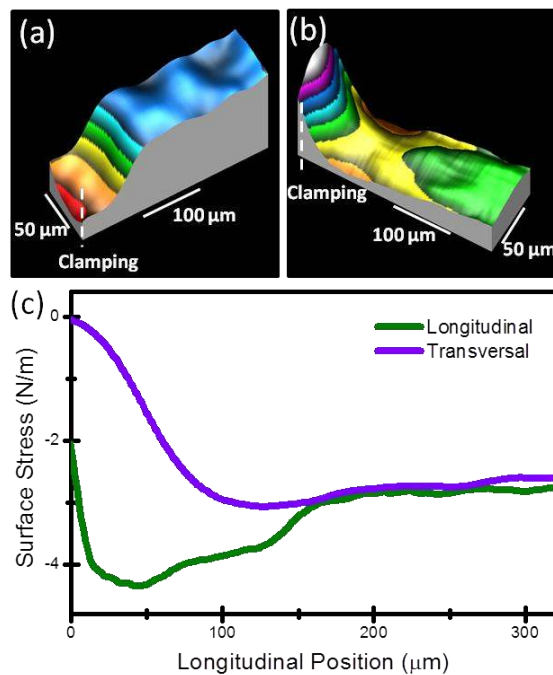 (a)
50 µm
100 µm
Clamping
(b)
Clamping
100 µm
50 µm
(c)
Longitudinal
Transversal
Surface Stress (N/m)
0
-2
-4
0
100
200
300
Longitudinal Position (µm)